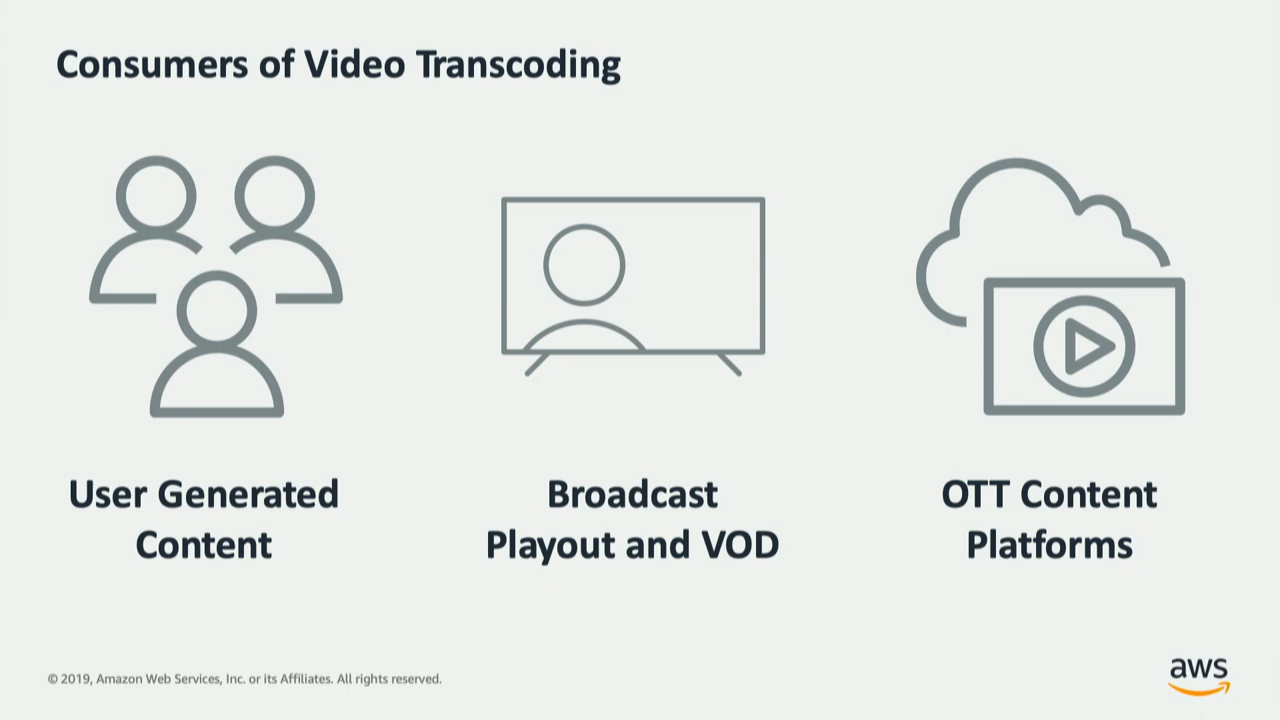 Consumers of Video Transcoding
User Generated
Content
Broadcast
Playout and VOD
OTT Content
Platforms
© 2019, Amazon Web Services, Inc. or its Affiliates. All rights reserved.
aws